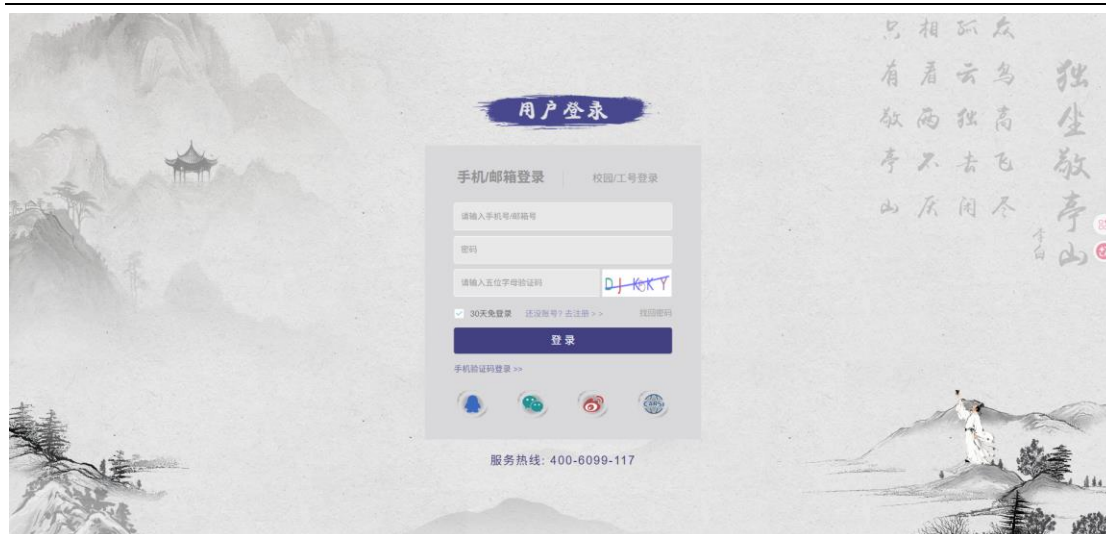 用户登录
手机/邮箱登录
校园/工号登录
请输入手机号/邮箱号
密码
请输入五位字母验证码
30天免登录 还没账号?去注册>> 找回密码
登录
手机验证码登录 >>
CARSI
服务热线: 400-6099-117
独坐敬亭山
李白
众鸟高飞尽
孤云独去闲
相看两不厌
只有敬亭山